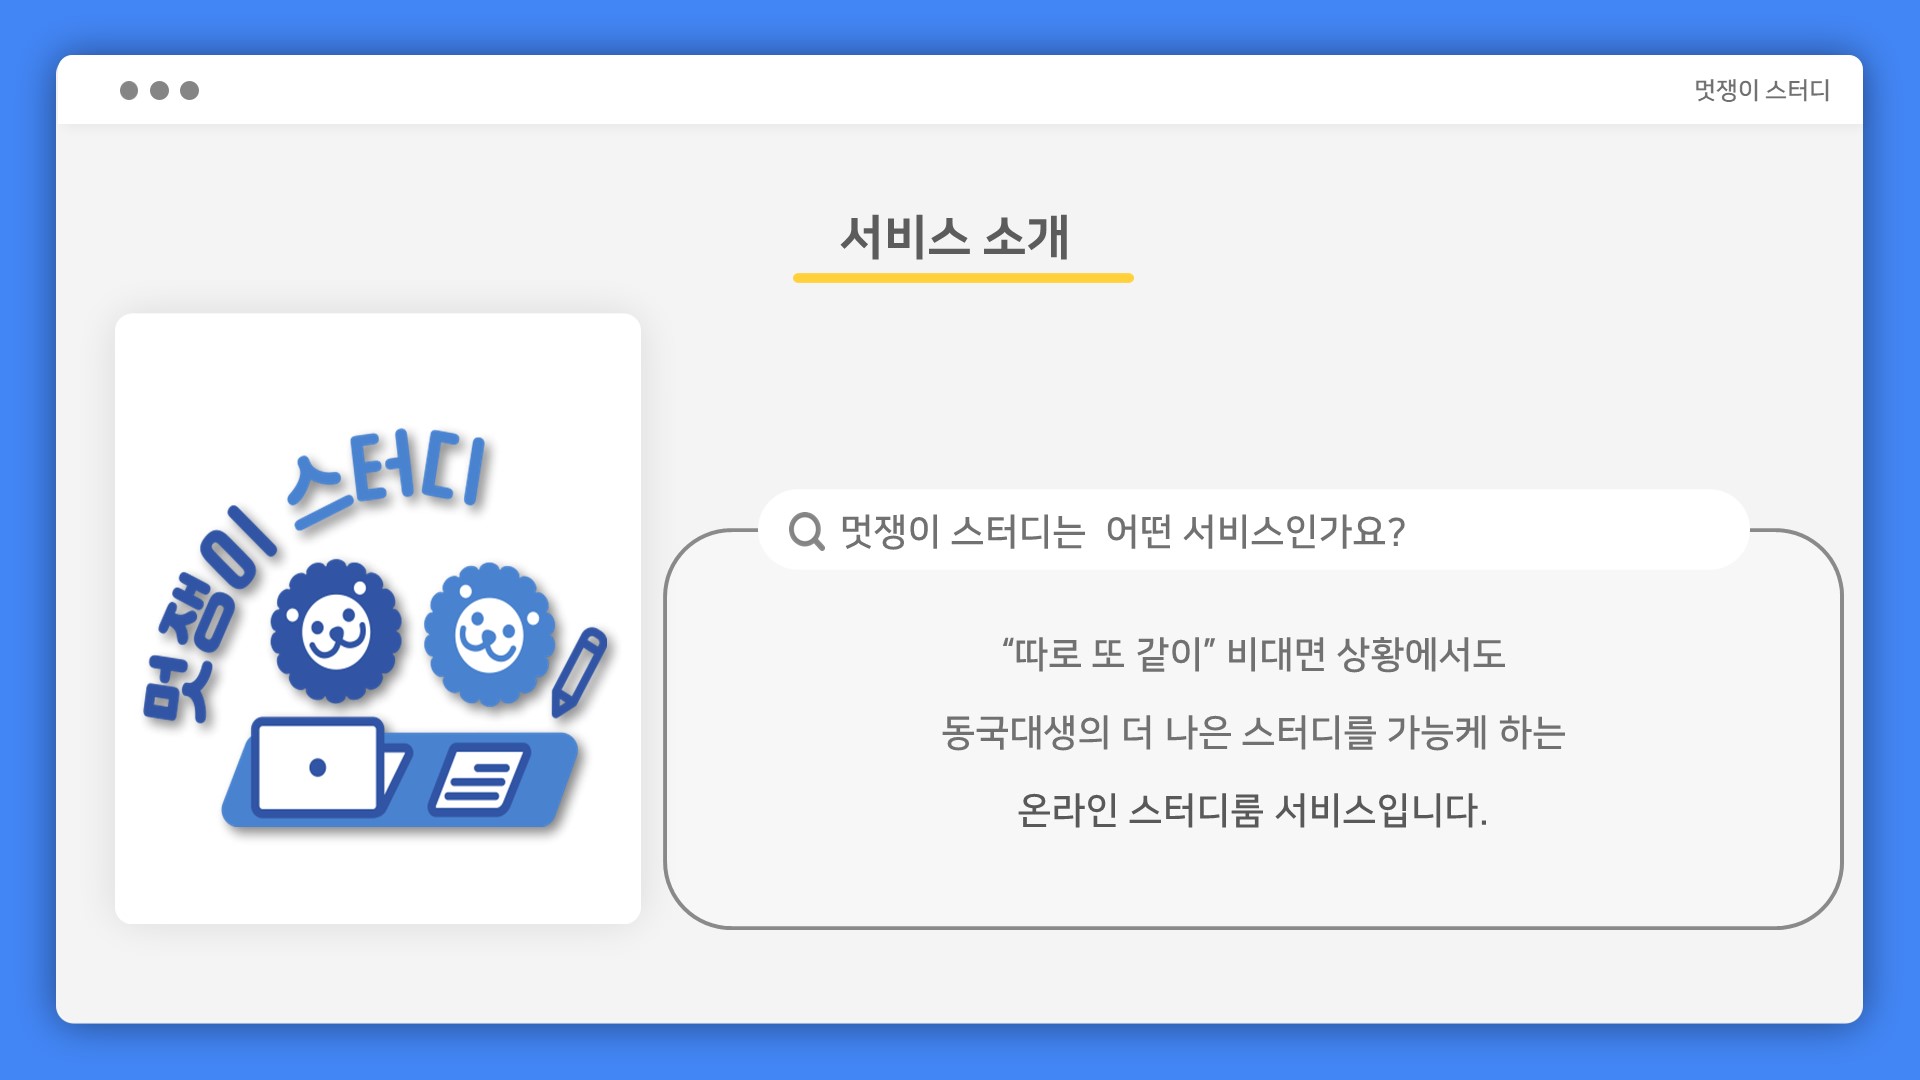 멋쟁이 스터디
서비스 소개
멋쟁이 스터디
멋쟁이 스터디는 어떤 서비스인가요?
“따로 또 같이” 비대면 상황에서도
동국대생의 더 나은 스터디를 가능케 하는
온라인 스터디룸 서비스입니다.